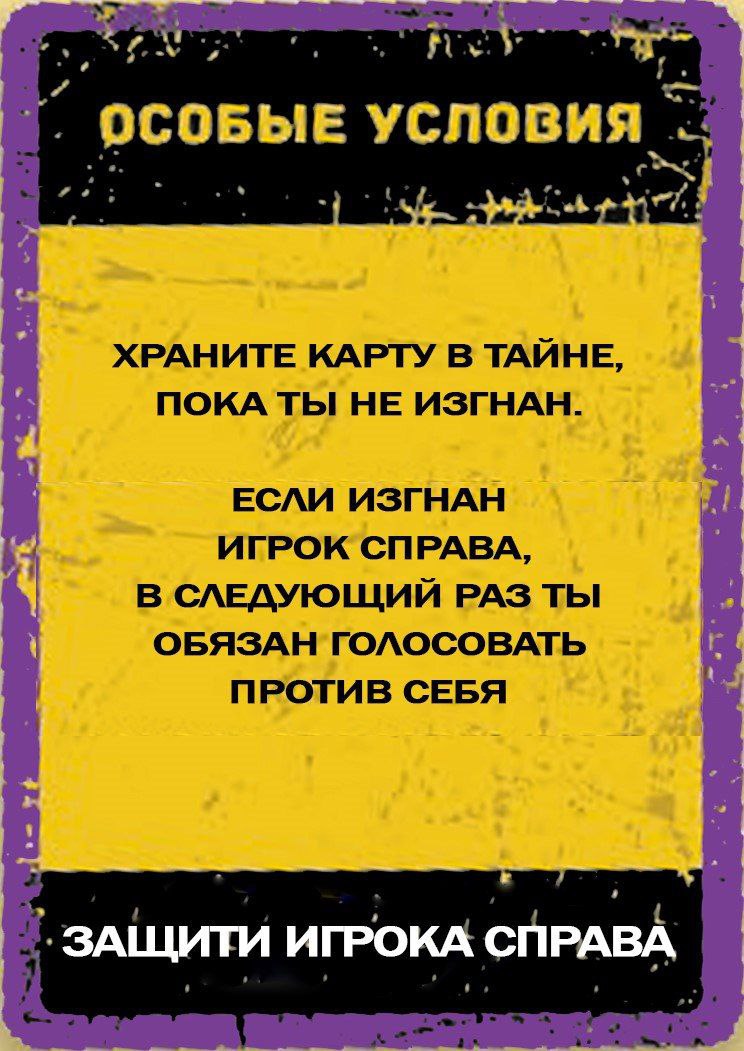 ОСОБЫЕ УСЛОВИЯ
ХРАНИТЕ КАРТУ В ТАЙНЕ,
ПОКА ТЫ НЕ ИЗГНАН.
ЕСЛИ ИЗГНАН
ИГРОК СПРАВА,
В СЛЕДУЮЩИЙ РАЗ ТЫ
ОБЯЗАН ГОЛОСОВАТЬ
ПРОТИВ СЕБЯ
ЗАЩИТИ ИГРОКА СПРАВА